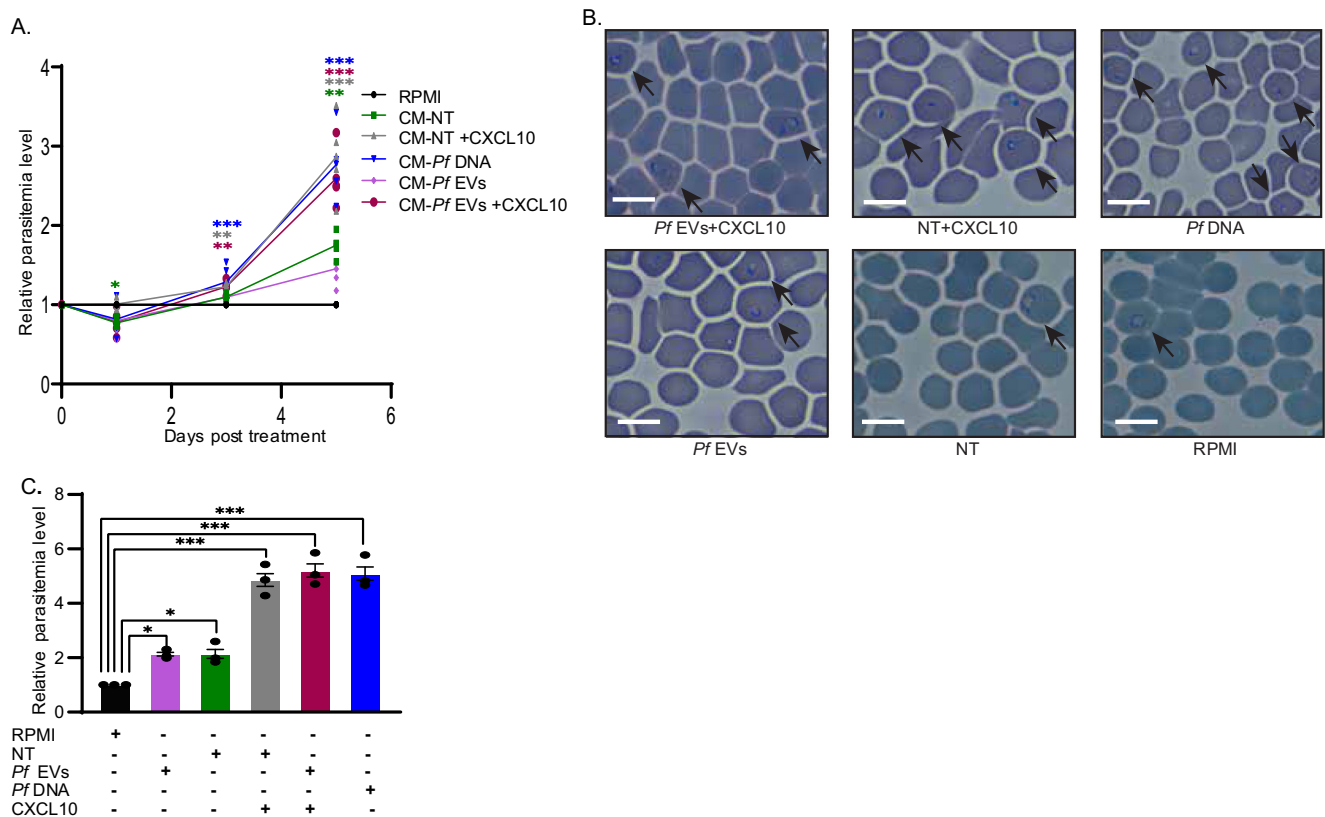 A.
Relative parasitemia level
4
3
2
1
0
0 2 4 6
Days post treatment
*
***
**
**
***
***
***
**
RPMI
CM-NT
CM-NT +CXCL10
CM-Pf DNA
CM-Pf EVs
CM-Pf EVs +CXCL10
B.
Pf EVs+CXCL10
NT+CXCL10
Pf DNA
Pf EVs
NT
RPMI
C.
Relative parasitemia level
8
6
4
2
0
***
***
***
*
*
RPMI + - - - - -
NT - - + + - -
Pf EVs - + - - + -
Pf DNA - - - - - +
CXCL10 - - - + + -